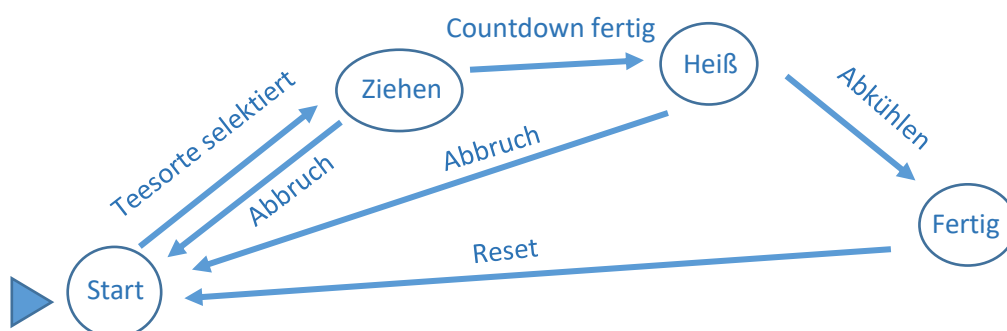 Countdown fertig
Ziehen
Heiß
Teesorte selektiert
Abbruch
Abbruch
Abkühlen
Fertig
Reset
Start